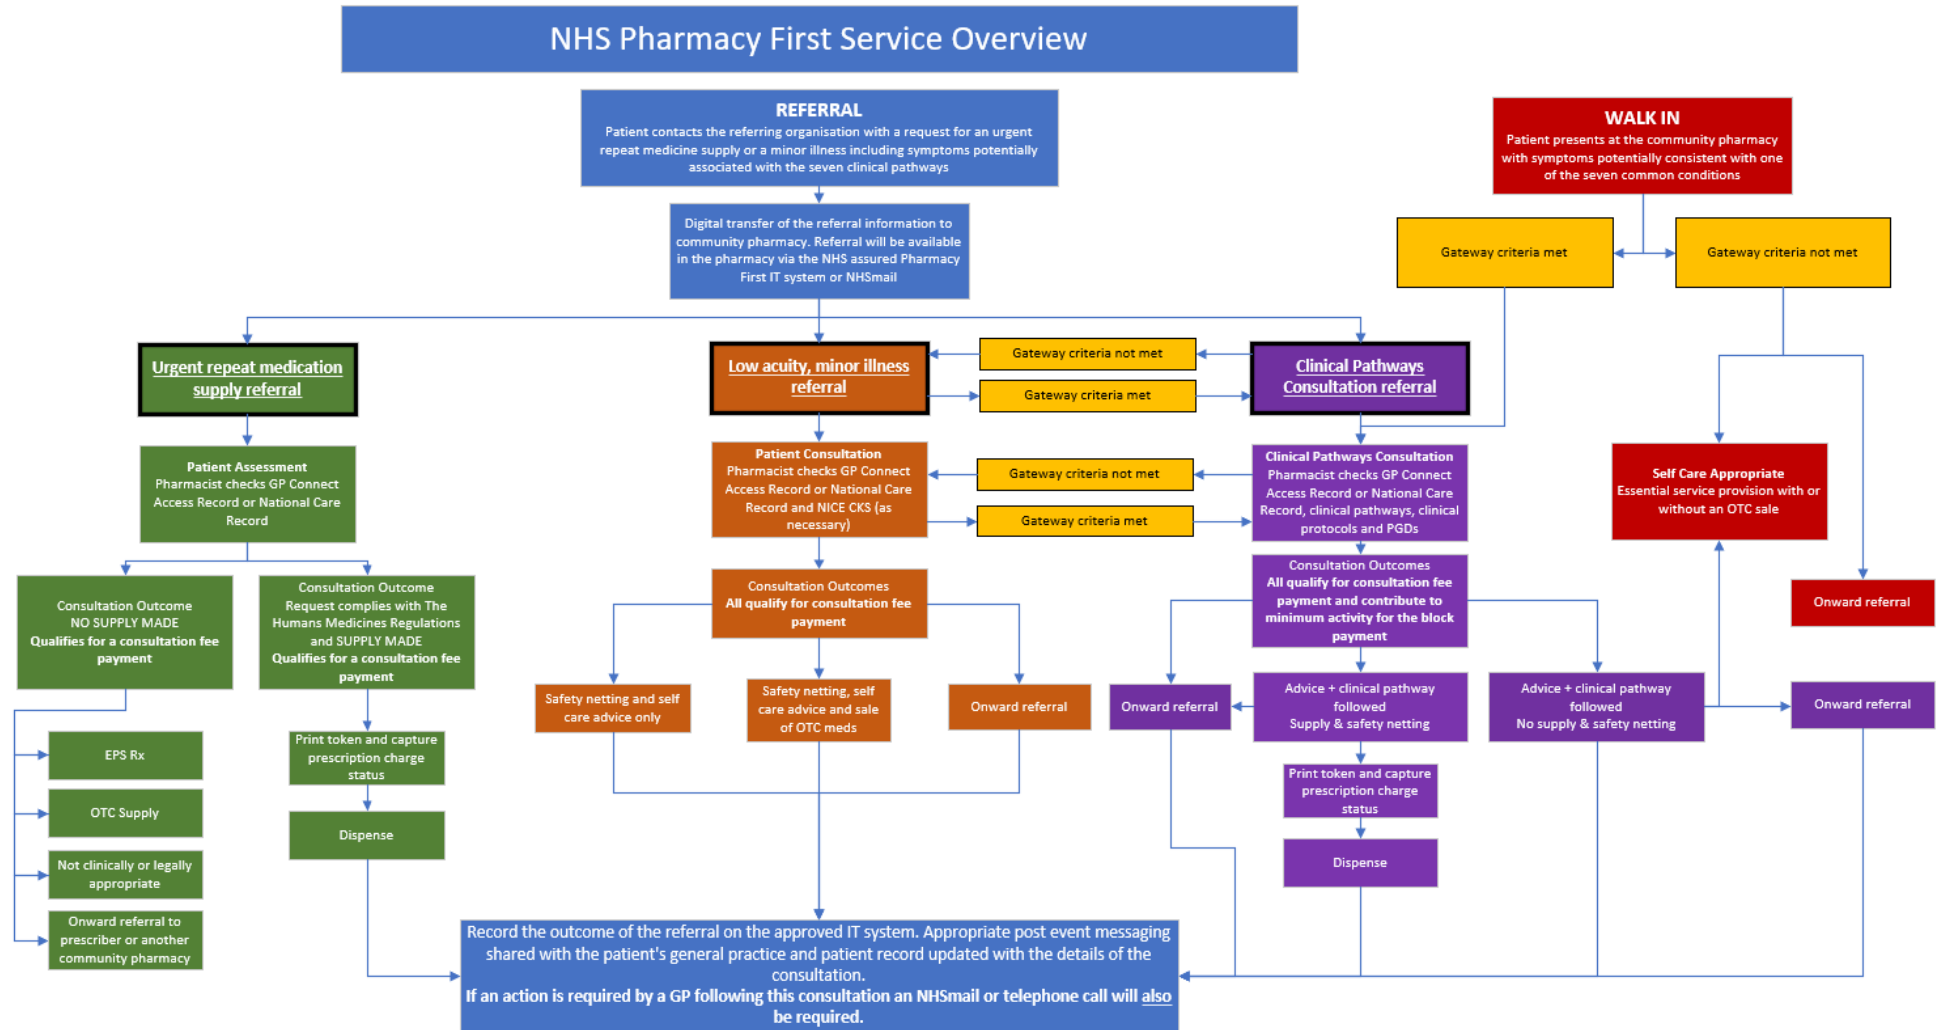 NHS Pharmacy First Service Overview
REFERRAL
Patient contacts the referring organisation with a request for an urgent
repeat medicine supply or a minor illness including symptoms potentially
associated with the seven clinical pathways
WALK IN
Patient presents at the community pharmacy
with symptoms potentially consistent with one
of the seven common conditions
Digital transfer of the referral information to
community pharmacy. Referral will be available
in the pharmacy via the NHS assured Pharmacy
First IT system or NHSmail
Gateway criteria met
Gateway criteria not met
Urgent repeat medication
supply referral
Low acuity, minor illness
referral
Gateway criteria not met
Gateway criteria met
Clinical Pathways
Consultation referral
Patient Assessment
Pharmacist checks GP Connect
Access Record or National Care
Record
Patient Consultation
Pharmacist checks GP Connect
Access Record or National Care
Record and NICE CKS (as
necessary)
Gateway criteria not met
Gateway criteria met
Clinical Pathways Consultation
Pharmacist checks GP Connect
Access Record or National Care
Record, clinical pathways, clinical
protocols and PGDs
Self Care Appropriate
Essential service provision with or
without an OTC sale
Consultation Outcome
NO SUPPLY MADE
Qualifies for a consultation fee
payment
Consultation Outcome
Request complies with The
Humans Medicines Regulations
and SUPPLY MADE
Qualifies for a consultation fee
payment
Consultation Outcomes
All qualify for consultation fee
payment
Consultation Outcomes
All qualify for consultation fee
payment and contribute to
minimum activity for the block
payment
Onward referral
Safety netting and self
care advice only
Safety netting, self
care advice and sale
of OTC meds
Onward referral
Onward referral
Advice + clinical pathway
followed
Supply & safety netting
Advice + clinical pathway
followed
No supply & safety netting
Onward referral
EPS Rx
OTC Supply
Not clinically or legally
appropriate
Onward referral to
prescriber or another
community pharmacy
Print token and capture
prescription charge
status
Dispense
Print token and capture
prescription charge
status
Dispense
Record the outcome of the referral on the approved IT system. Appropriate post event messaging
shared with the patient's general practice and patient record updated with the details of the
consultation.
If an action is required by a GP following this consultation an NHSmail or telephone call will also
be required.